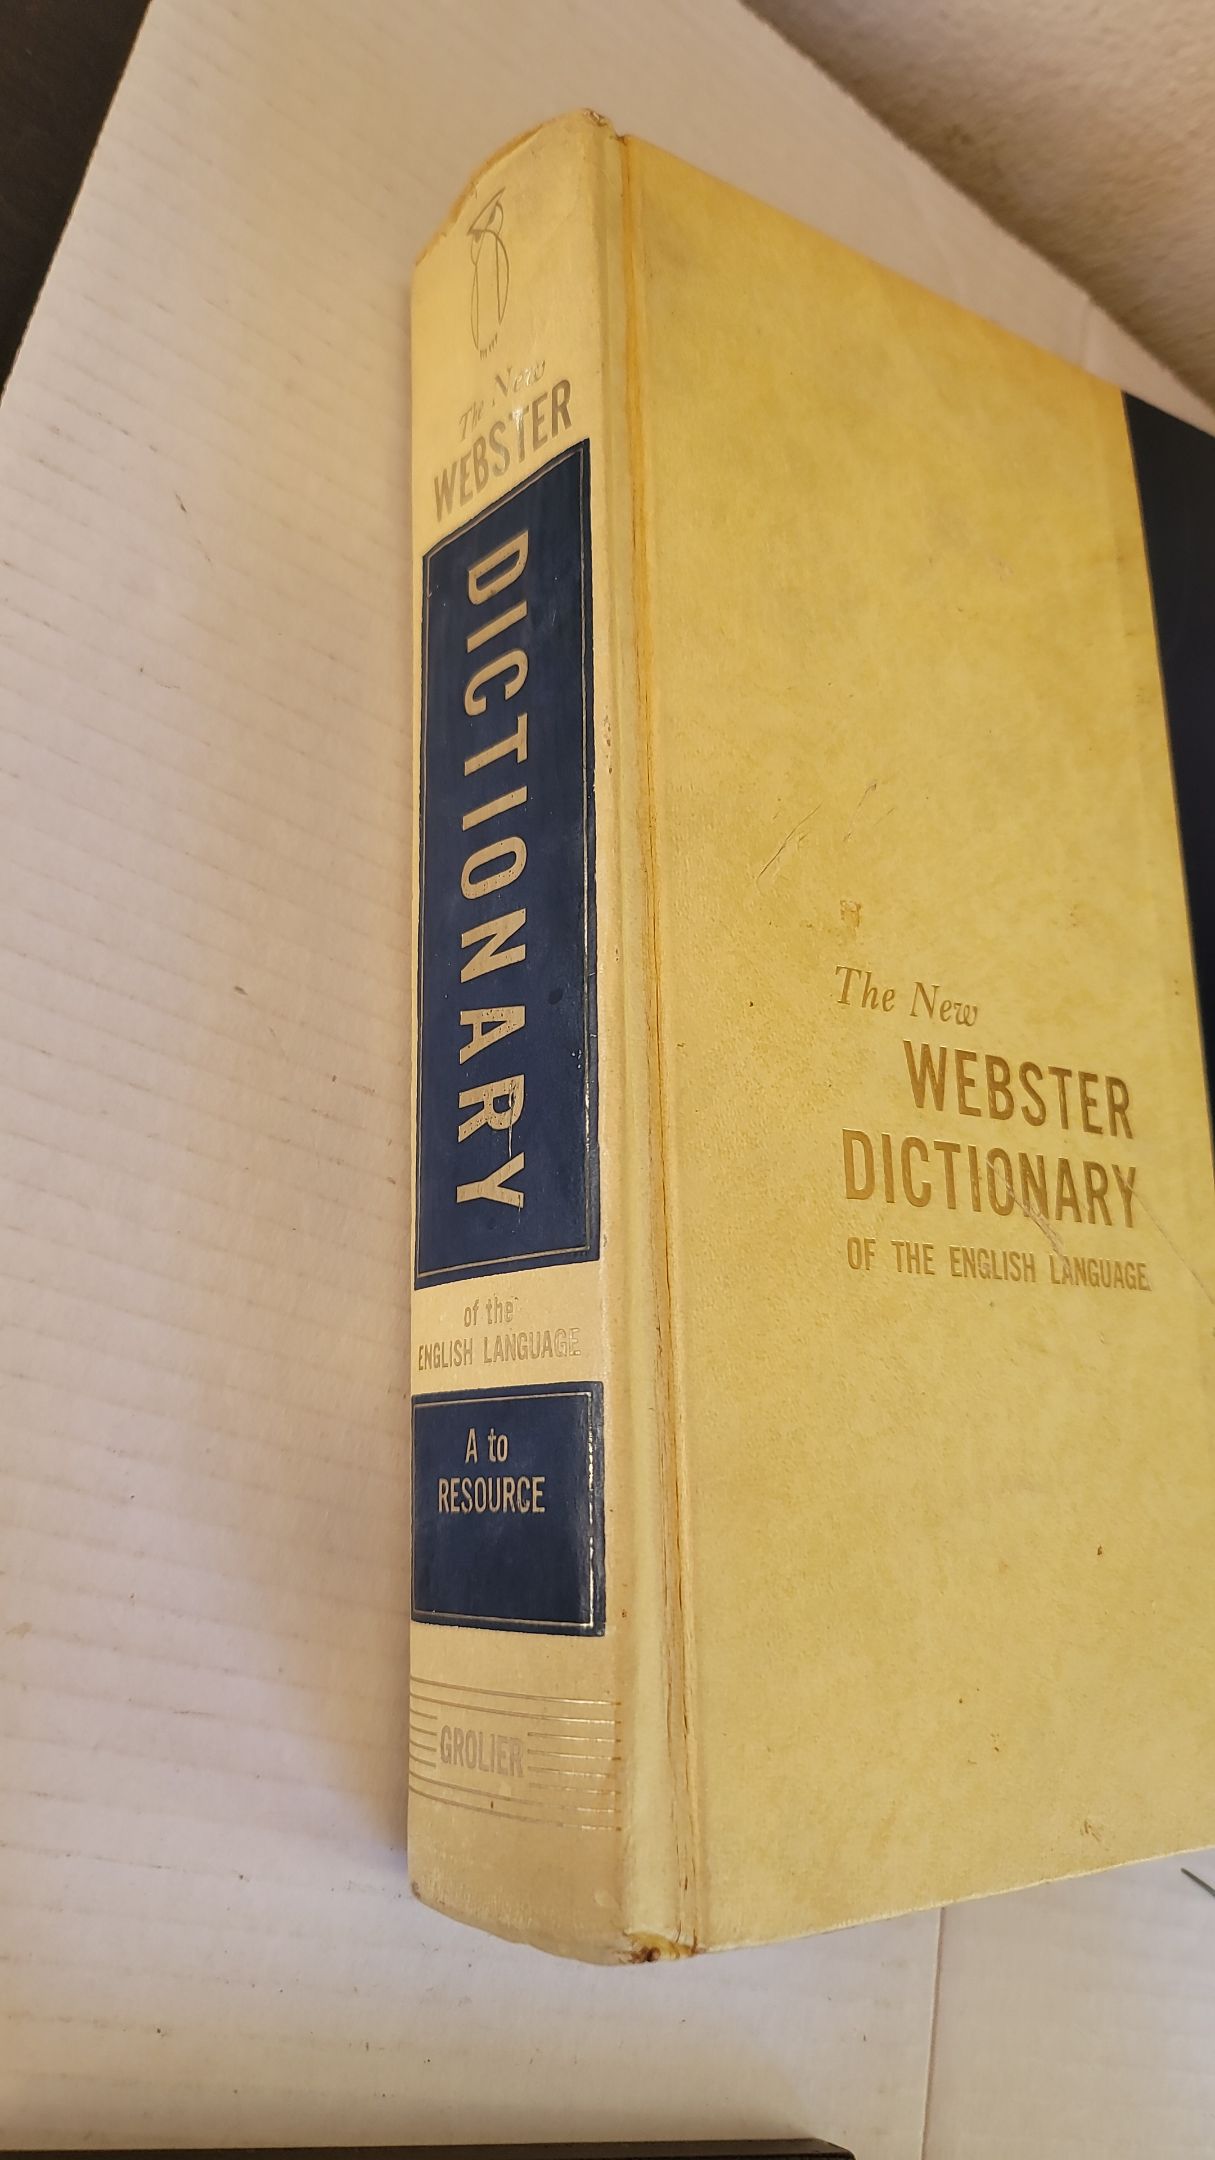 The New
WEBSTER
DICTIONARY
of the
ENGLISH LANGUAGE
A to
RESOURCE
GROLIER
The New
WEBSTER
DICTIONARY
OF THE ENGLISH LANGUAGE